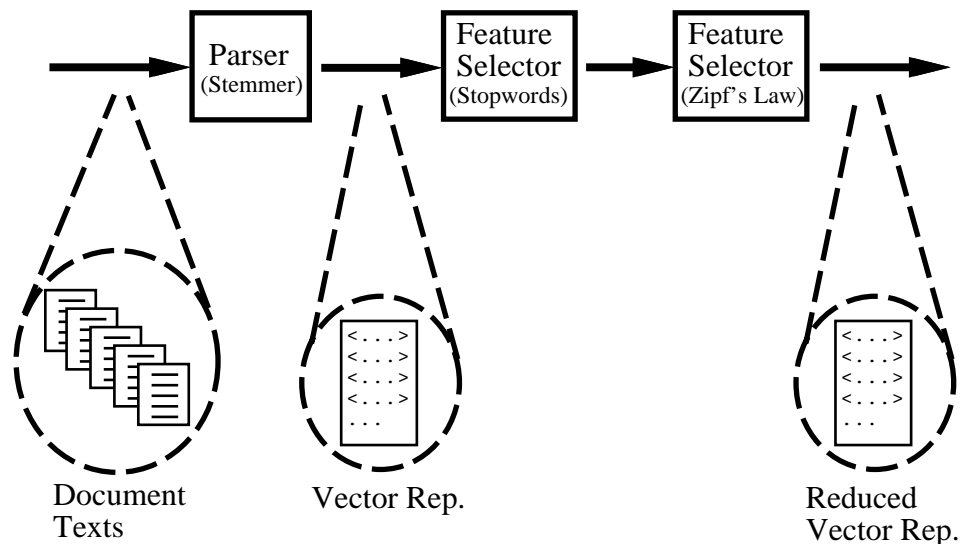 Parser
(Stemmer)
Feature
Selector
(Stopwords)
Feature
Selector
(Zipf's Law)
<...>
<...>
<...>
<...>
...
<...>
<...>
<...>
<...>
...
Document
Texts
Vector Rep.
Reduced
Vector Rep.